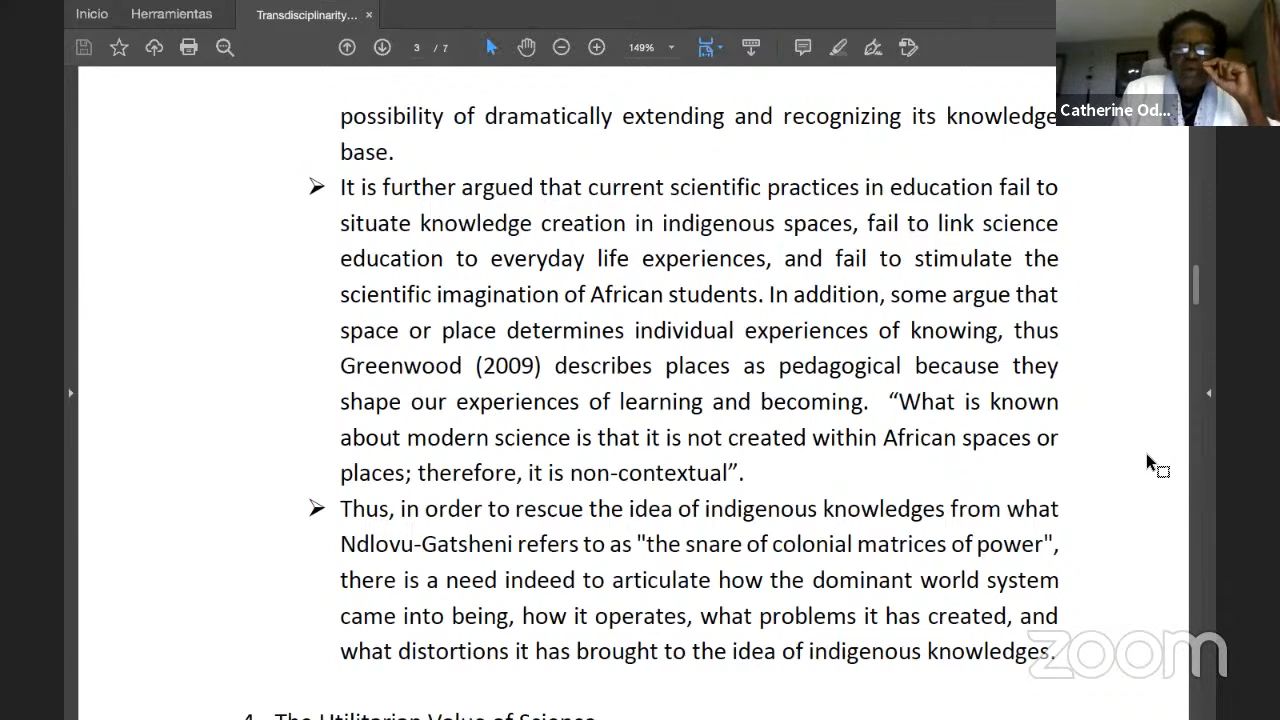 Inicio Herramientas Transdisciplinarity... ×
3 / 7 149%
Catherine Od...
possibility of dramatically extending and recognizing its knowledge
base.
➢ It is further argued that current scientific practices in education fail to
situate knowledge creation in indigenous spaces, fail to link science
education to everyday life experiences, and fail to stimulate the
scientific imagination of African students. In addition, some argue that
space or place determines individual experiences of knowing, thus
Greenwood (2009) describes places as pedagogical because they
shape our experiences of learning and becoming. “What is known
about modern science is that it is not created within African spaces or
places; therefore, it is non-contextual”.
➢ Thus, in order to rescue the idea of indigenous knowledges from what
Ndlovu-Gatsheni refers to as "the snare of colonial matrices of power",
there is a need indeed to articulate how the dominant world system
came into being, how it operates, what problems it has created, and
what distortions it has brought to the idea of indigenous knowledges.
zoom
4. The Utilitarian Value of Science